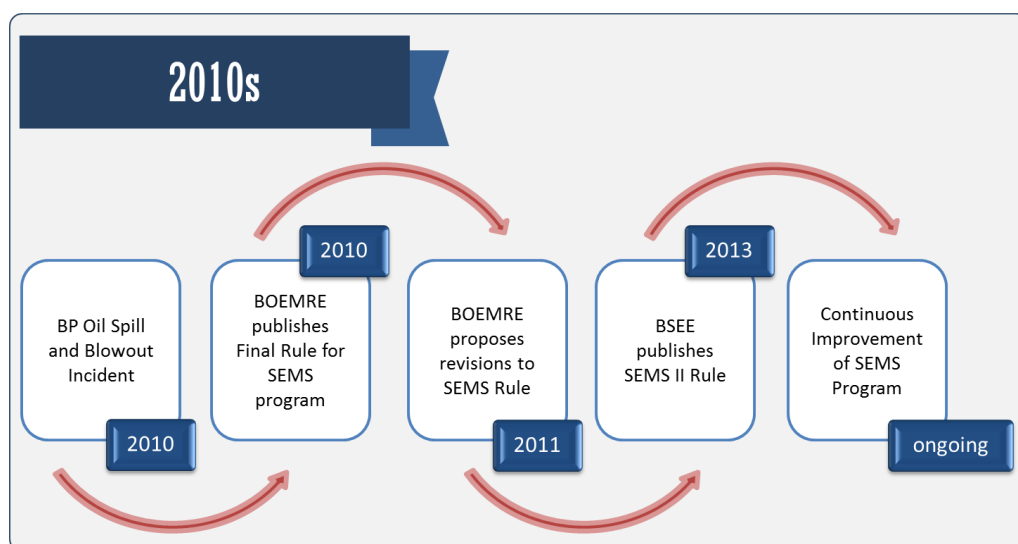 2010s
BP Oil Spill
and Blowout
Incident
2010
2010
BOEMRE
publishes
Final Rule for
SEMS
program
BOEMRE
proposes
revisions to
SEMS Rule
2011
2013
BSEE
publishes
SEMS II Rule
Continuous
Improvement
of SEMS
Program
ongoing